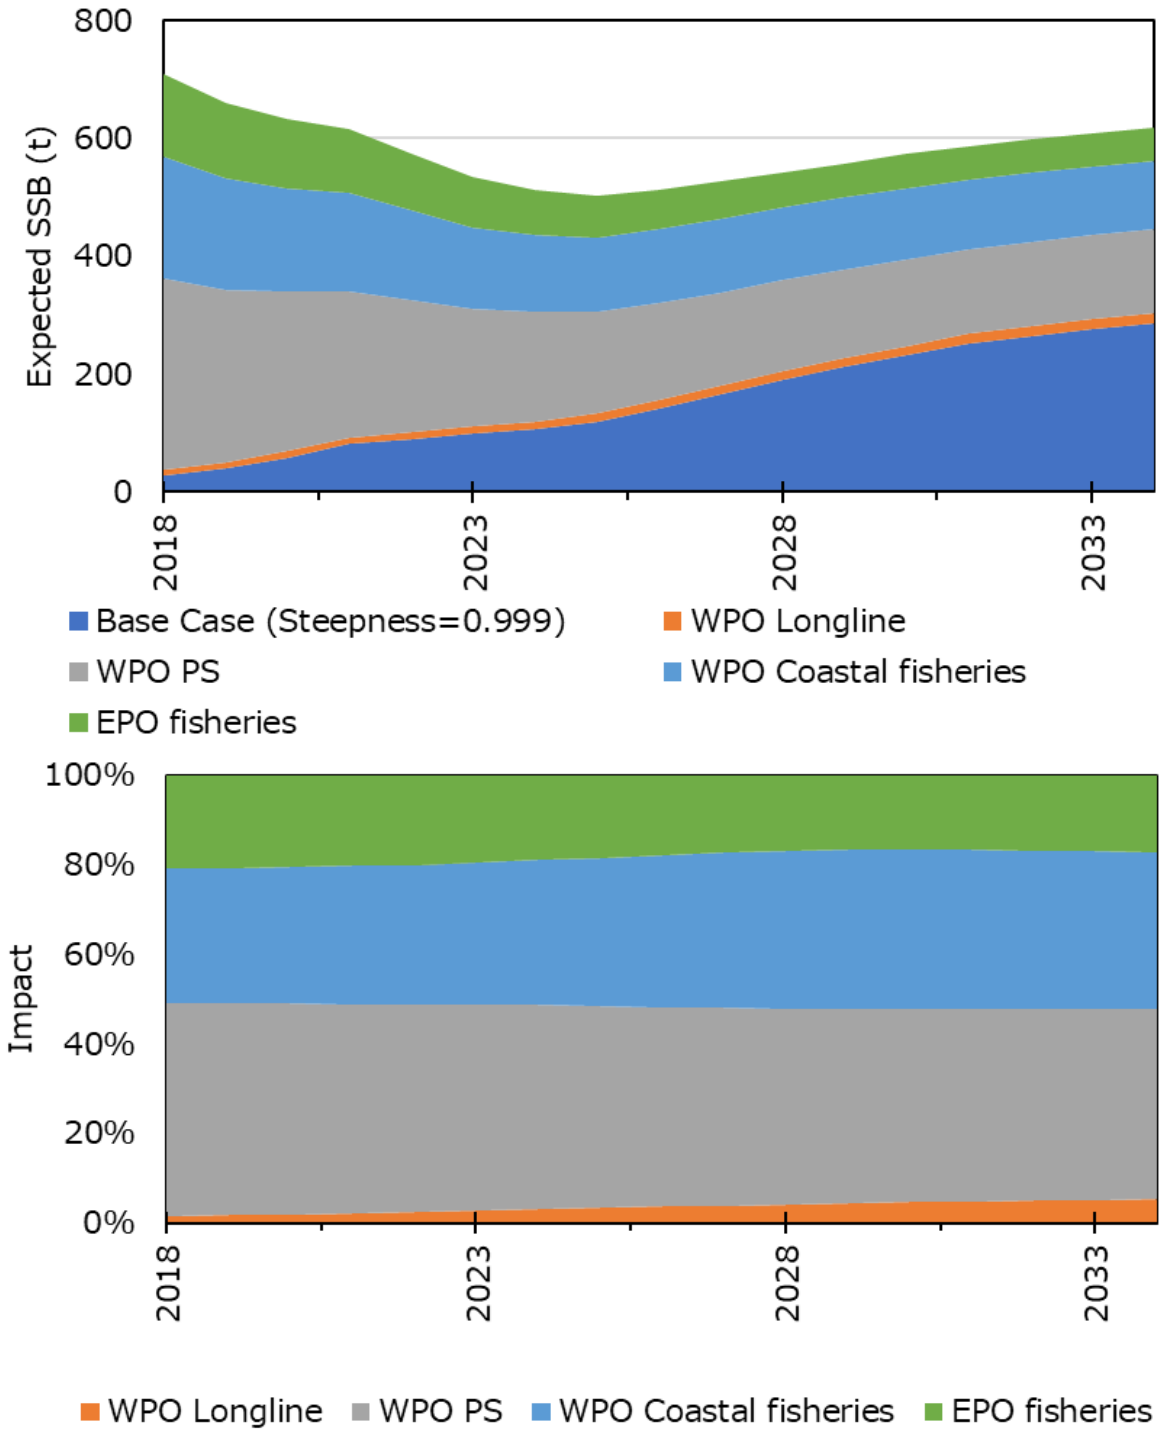 800
600
400
200
0
Expected SSB (t)
2018
2023
2028
2033
Base Case (Steepness=0.999)
WPO Longline
WPO PS
WPO Coastal fisheries
EPO fisheries
100%
80%
60%
40%
20%
0%
Impact
2018
2023
2028
2033
WPO Longline
WPO PS
WPO Coastal fisheries
EPO fisheries